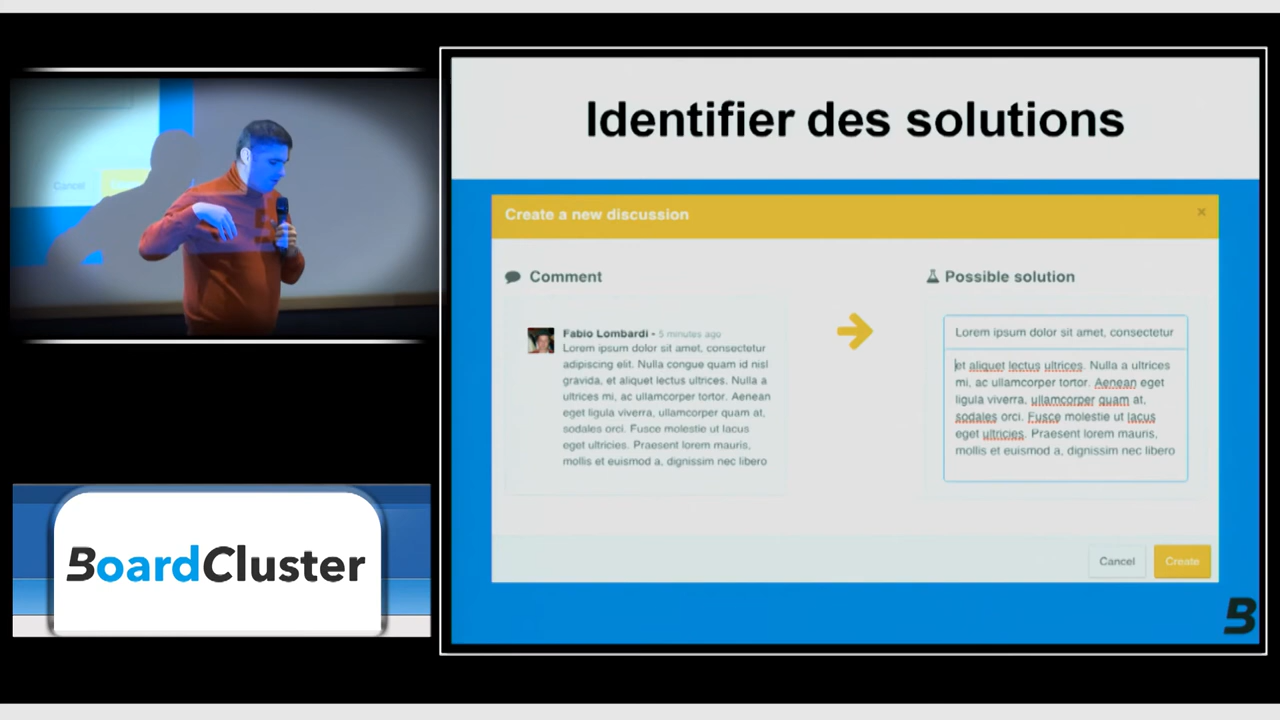 Identifier des solutions
Create a new discussion ×
Comment
Fabio Lombardi - 5 minutes ago
Lorem ipsum dolor sit amet, consectetur
adipiscing elit. Nulla congue quam id nisl
gravida, et aliquet lectus ultrices. Nulla a
ultrices mi, ac ullamcorper tortor. Aenean
eget ligula viverra, ullamcorper quam at,
sodales orci. Fusce molestie ut lacus
eget ultricies. Praesent lorem mauris,
mollis et euismod a, dignissim nec libero
Possible solution
Lorem ipsum dolor sit amet, consectetur
et aliquet lectus ultrices. Nulla a ultrices
mi, ac ullamcorper tortor. Aenean eget
ligula viverra, ullamcorper quam at,
sodales orci. Fusce molestie ut lacus
eget ultricies. Praesent lorem mauris,
mollis et euismod a, dignissim nec libero
Cancel Create
B
Cancel
BoardCluster